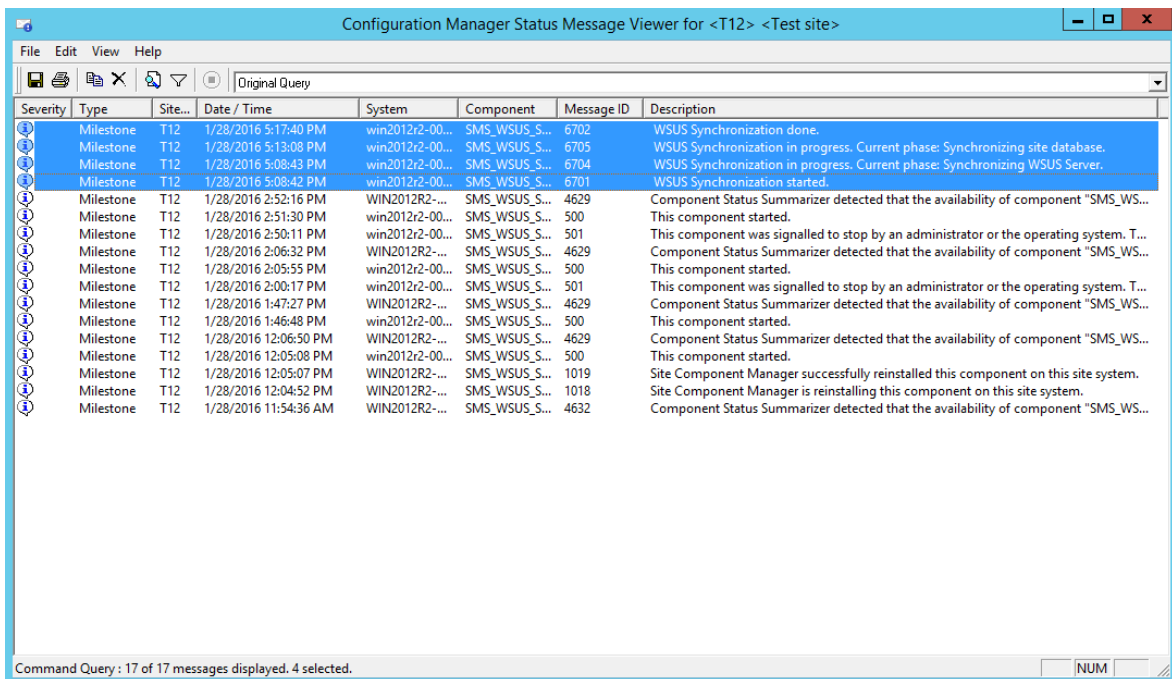 Configuration Manager Status Message Viewer for <T12> <Test site>
File Edit View Help
Original Query
Severity Type Site... Date / Time System Component Message ID Description
Milestone T12 1/28/2016 5:17:40 PM win2012r2-00... SMS_WSUS_S... 6702 WSUS Synchronization done.
Milestone T12 1/28/2016 5:13:08 PM win2012r2-00... SMS_WSUS_S... 6705 WSUS Synchronization in progress. Current phase: Synchronizing site database.
Milestone T12 1/28/2016 5:08:43 PM win2012r2-00... SMS_WSUS_S... 6704 WSUS Synchronization in progress. Current phase: Synchronizing WSUS Server.
Milestone T12 1/28/2016 5:08:42 PM win2012r2-00... SMS_WSUS_S... 6701 WSUS Synchronization started.
Milestone T12 1/28/2016 2:52:16 PM WIN2012R2-... SMS_WSUS_S... 4629 Component Status Summarizer detected that the availability of component "SMS_WS...
Milestone T12 1/28/2016 2:51:30 PM win2012r2-00... SMS_WSUS_S... 500 This component started.
Milestone T12 1/28/2016 2:50:11 PM win2012r2-00... SMS_WSUS_S... 501 This component was signalled to stop by an administrator or the operating system. T...
Milestone T12 1/28/2016 2:06:32 PM WIN2012R2-... SMS_WSUS_S... 4629 Component Status Summarizer detected that the availability of component "SMS_WS...
Milestone T12 1/28/2016 2:05:55 PM win2012r2-00... SMS_WSUS_S... 500 This component started.
Milestone T12 1/28/2016 2:00:17 PM win2012r2-00... SMS_WSUS_S... 501 This component was signalled to stop by an administrator or the operating system. T...
Milestone T12 1/28/2016 1:47:27 PM WIN2012R2-... SMS_WSUS_S... 4629 Component Status Summarizer detected that the availability of component "SMS_WS...
Milestone T12 1/28/2016 1:46:48 PM win2012r2-00... SMS_WSUS_S... 500 This component started.
Milestone T12 1/28/2016 12:06:50 PM WIN2012R2-... SMS_WSUS_S... 4629 Component Status Summarizer detected that the availability of component "SMS_WS...
Milestone T12 1/28/2016 12:05:08 PM win2012r2-00... SMS_WSUS_S... 500 This component started.
Milestone T12 1/28/2016 12:05:07 PM WIN2012R2-... SMS_WSUS_S... 1019 Site Component Manager successfully reinstalled this component on this site system.
Milestone T12 1/28/2016 12:04:52 PM WIN2012R2-... SMS_WSUS_S... 1018 Site Component Manager is reinstalling this component on this site system.
Milestone T12 1/28/2016 11:54:36 AM WIN2012R2-... SMS_WSUS_S... 4632 Component Status Summarizer detected that the availability of component "SMS_WS...
Command Query : 17 of 17 messages displayed. 4 selected. NUM